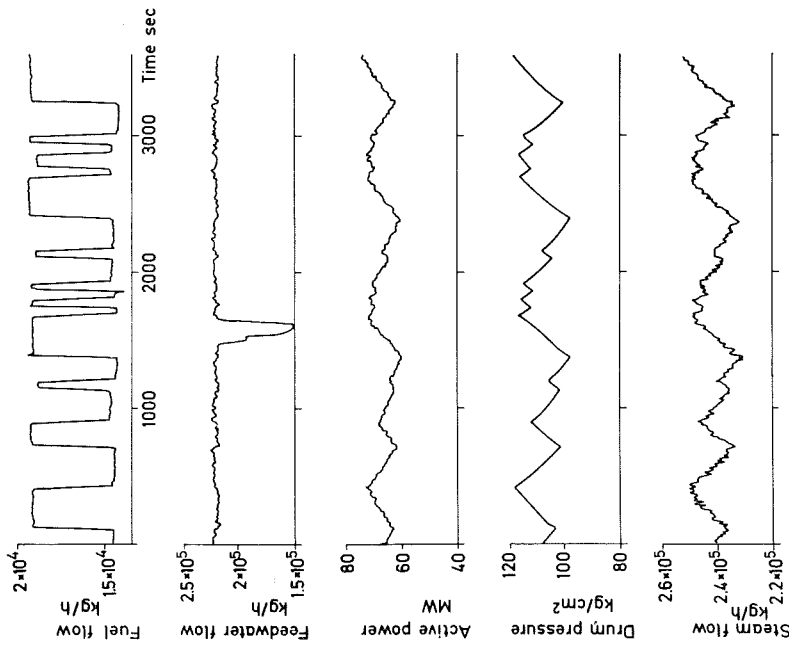 2×10⁴
1.5×10⁴
kg/h
Fuel flow
1000
2000
3000
Time sec
2.5×10⁵
2×10⁵
1.5×10⁵
kg/h
Feedwater flow
80
60
40
MW
Active power
120
100
80
kg/cm²
Drum pressure
2.6×10⁵
2.4×10⁵
2.2×10⁵
kg/h
Steam flow